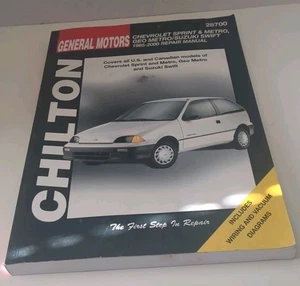 28700
GENERAL MOTORS
CHEVROLET SPRINT & METRO,
GEO METRO/SUZUKI SWIFT
1985-2000 REPAIR MANUAL
Covers all U.S. and Canadian models of
Chevrolet Sprint and Metro, Geo Metro
and Suzuki Swift
CHILTON
The First Step In Repair
INCLUDES
WIRING AND VACUUM
DIAGRAMS